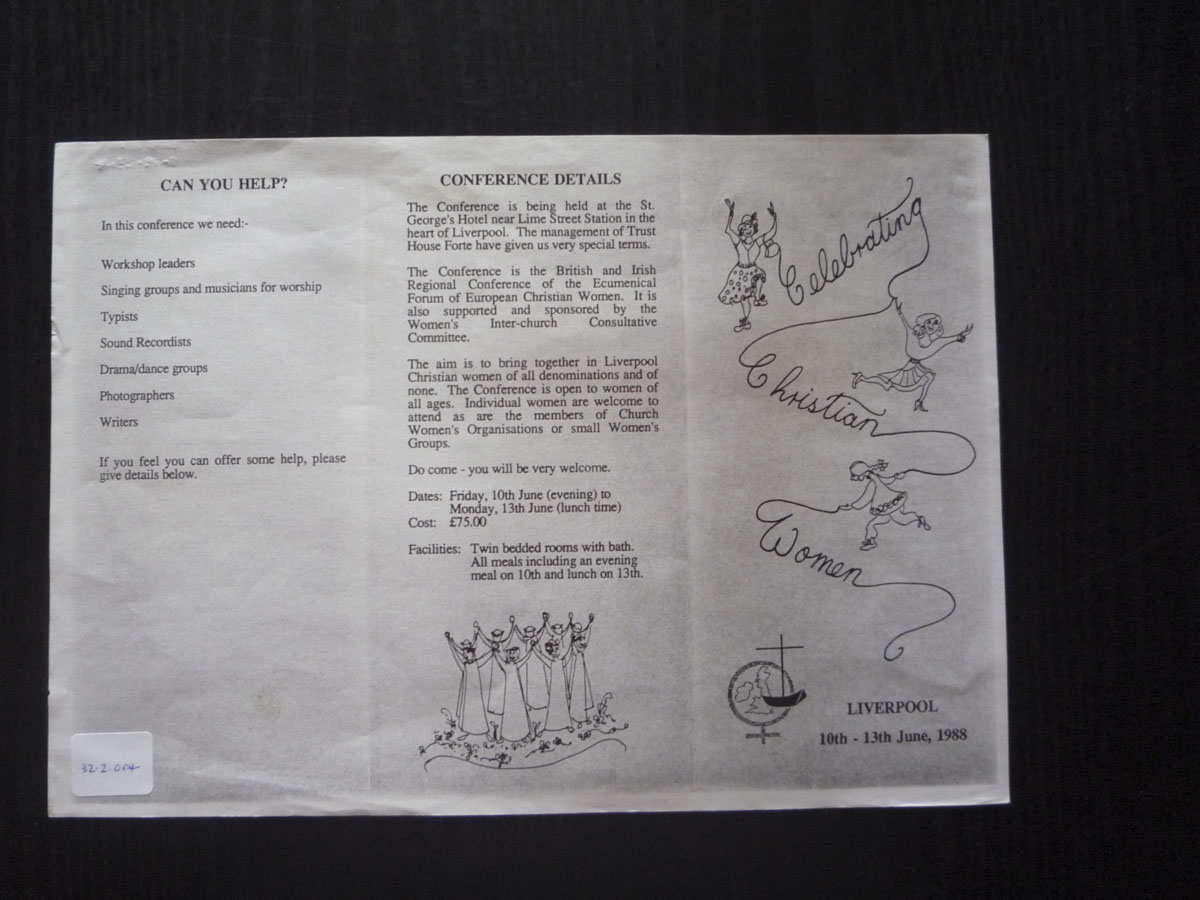 CAN YOU HELP?
In this conference we need:-
Workshop leaders
Singing groups and musicians for worship
Typists
Sound Recordists
Drama/dance groups
Photographers
Writers
If you feel you can offer some help, please
give details below.
32.2.004
CONFERENCE DETAILS
The Conference is being held at the St.
George's Hotel near Lime Street Station in the
heart of Liverpool. The management of Trust
House Forte have given us very special terms.
The Conference is the British and Irish
Regional Conference of the Ecumenical
Forum of European Christian Women. It is
also supported and sponsored by the
Women's Inter-church Consultative
Committee.
The aim is to bring together in Liverpool
Christian women of all denominations and of
none. The Conference is open to women of
all ages. Individual women are welcome to
attend as are the members of Church
Women's Organisations or small Women's
Groups.
Do come - you will be very welcome.
Dates: Friday, 10th June (evening) to
Monday, 13th June (lunch time)
Cost: £75.00
Facilities: Twin bedded rooms with bath.
All meals including an evening
meal on 10th and lunch on 13th.
Celebrating
Christian
Women
LIVERPOOL
10th - 13th June, 1988